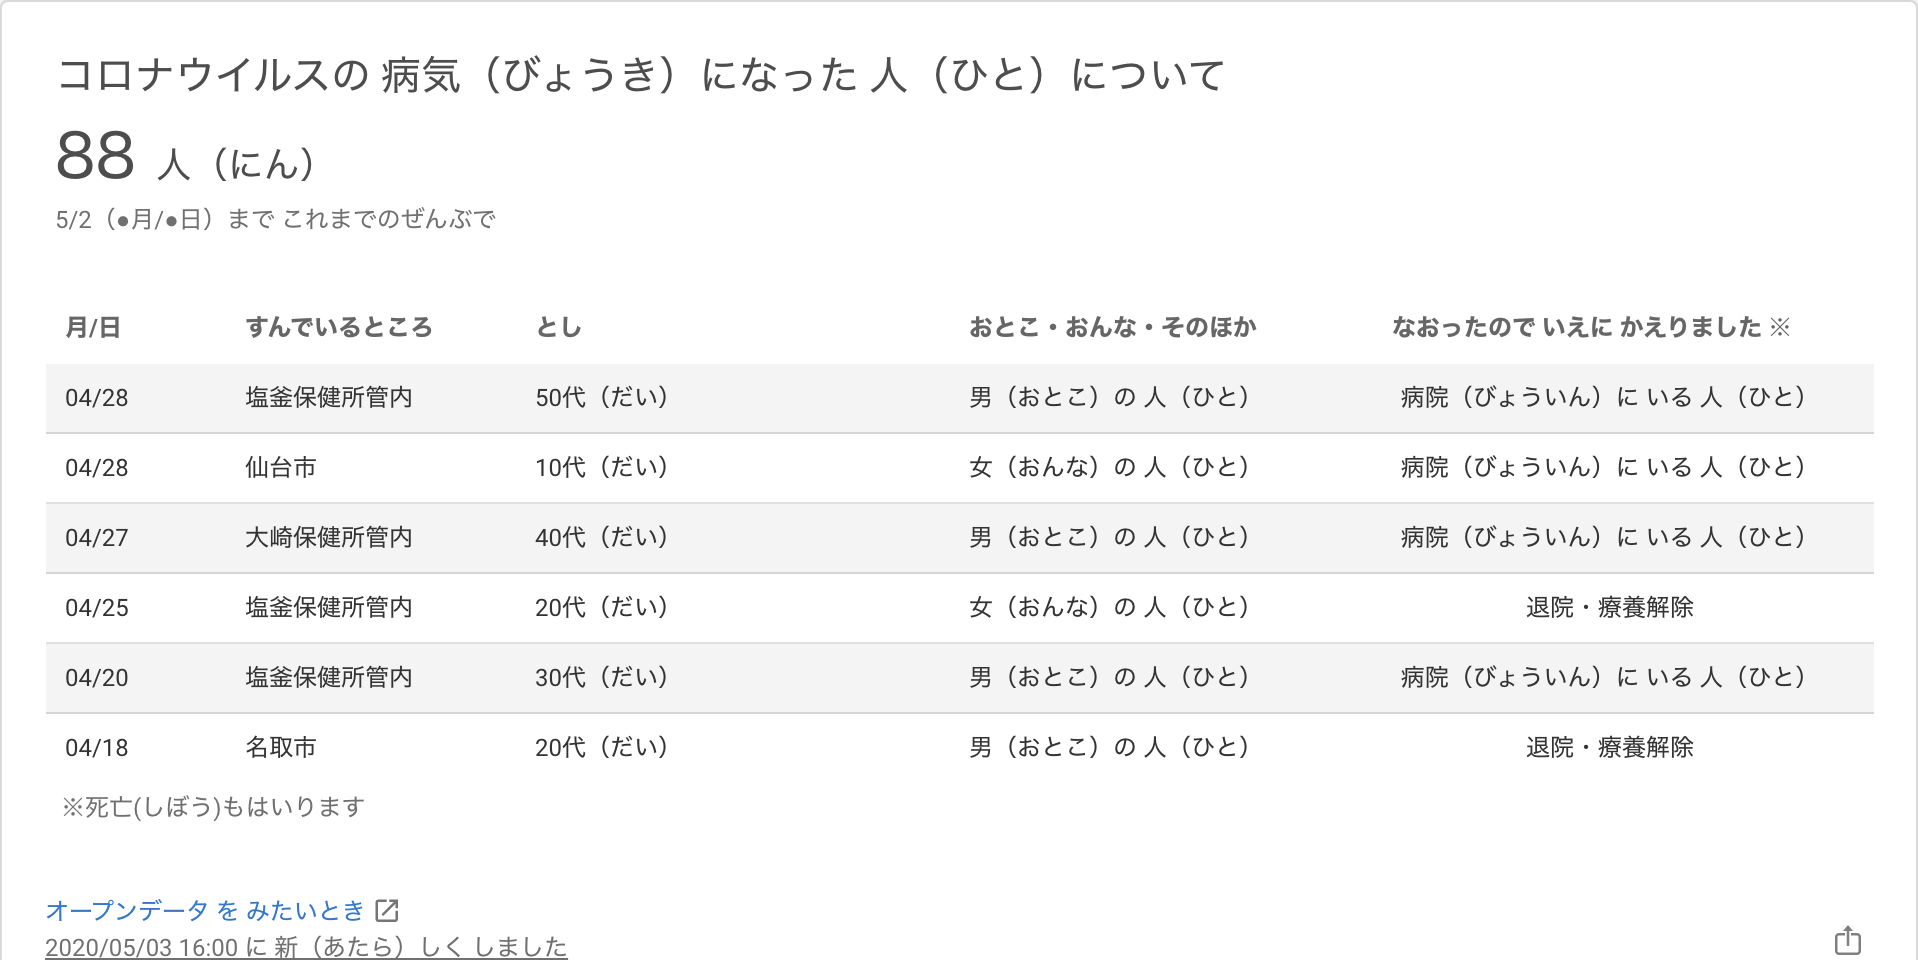 コロナウイルスの 病気（びょうき）になった 人（ひと）について
88 人（にん）
5/2（●月/●日）まで これまでのぜんぶで
月/日 すんでいるところ とし おとこ・おんな・そのほか なおったので いえに かえりました ※
04/28 塩釜保健所管内 50代（だい） 男（おとこ）の 人（ひと） 病院（びょういん）に いる 人（ひと）
04/28 仙台市 10代（だい） 女（おんな）の 人（ひと） 病院（びょういん）に いる 人（ひと）
04/27 大崎保健所管内 40代（だい） 男（おとこ）の 人（ひと） 病院（びょういん）に いる 人（ひと）
04/25 塩釜保健所管内 20代（だい） 女（おんな）の 人（ひと） 退院・療養解除
04/20 塩釜保健所管内 30代（だい） 男（おとこ）の 人（ひと） 病院（びょういん）に いる 人（ひと）
04/18 名取市 20代（だい） 男（おとこ）の 人（ひと） 退院・療養解除
※死亡(しぼう)もはいります
オープンデータ を みたいとき
2020/05/03 16:00 に 新（あたら）しく しました